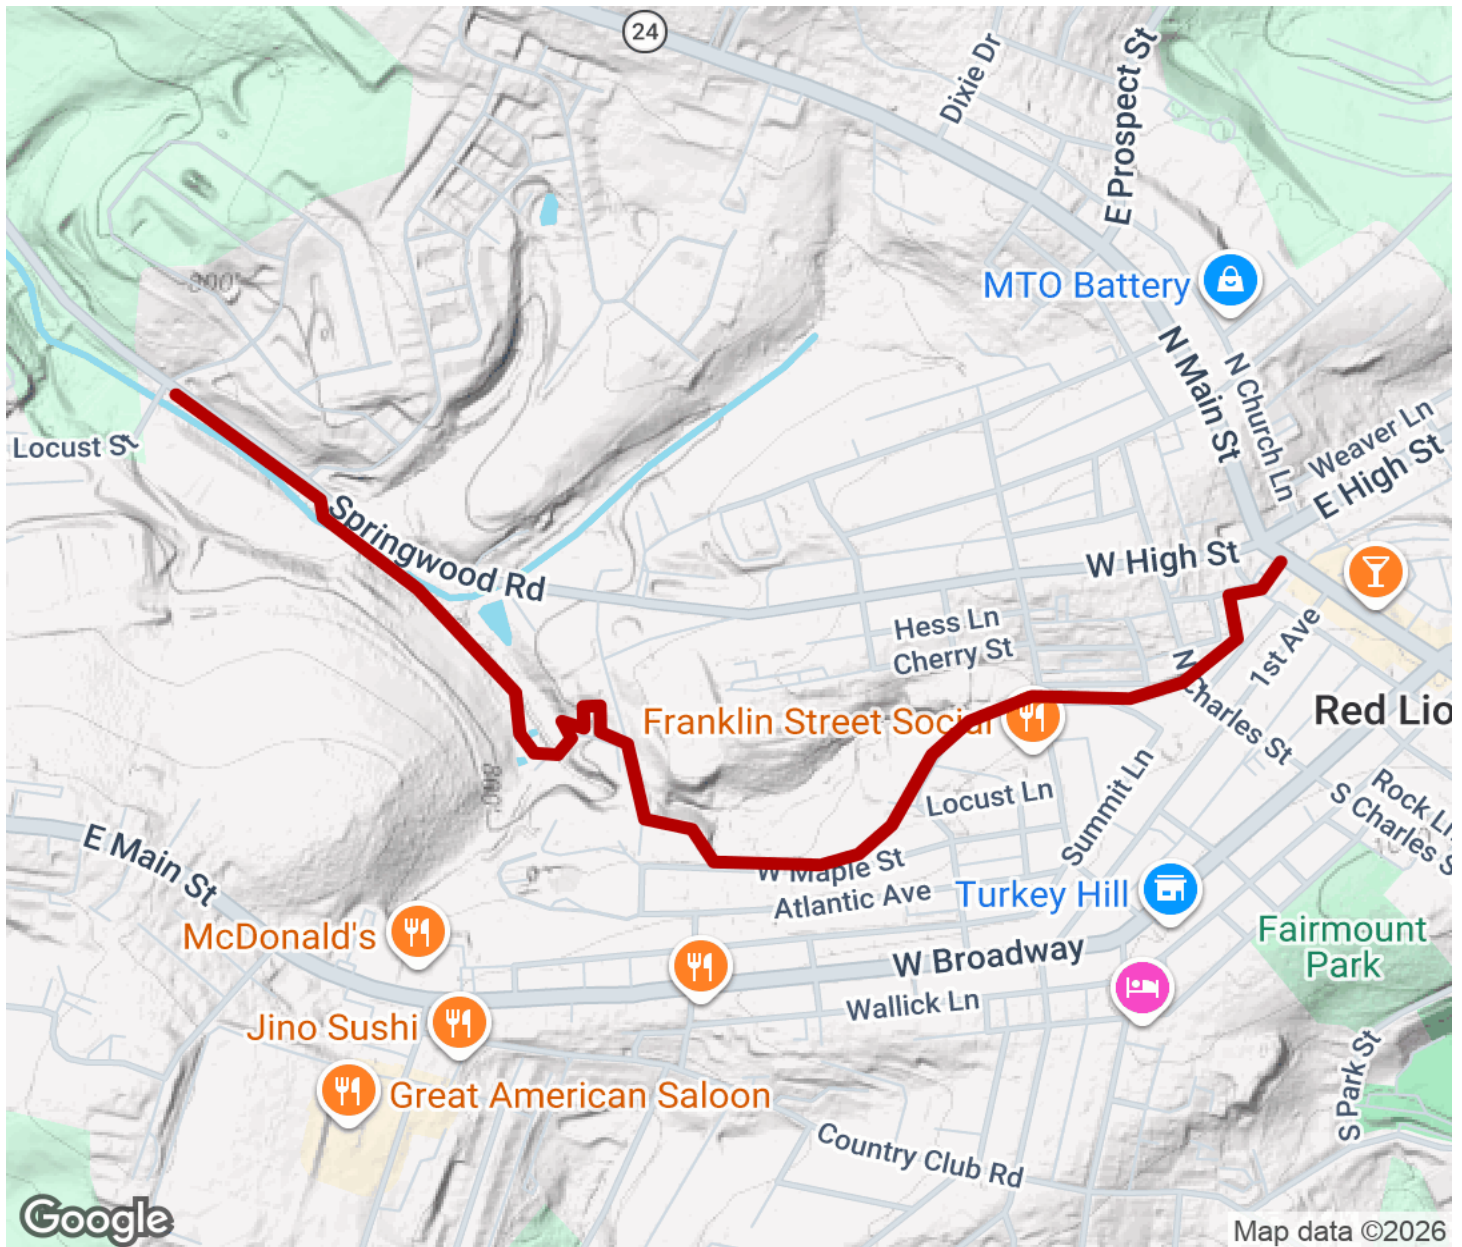 24
Dixie Dr
E Prospect St
MTO Battery
800'
N Main St
N Church Ln
Weaver Ln
E High St
Locust St
Springwood Rd
W High St
Hess Ln
Cherry St
1st Ave
N Charles St
Red Lio
Franklin Street Social
800'
Locust Ln
Summit Ln
Rock Ln
S Charles S
E Main St
W Maple St
Atlantic Ave
Turkey Hill
McDonald's
W Broadway
Fairmount
Park
Wallick Ln
Jino Sushi
Great American Saloon
S Park St
Country Club Rd
Google
Map data ©2026